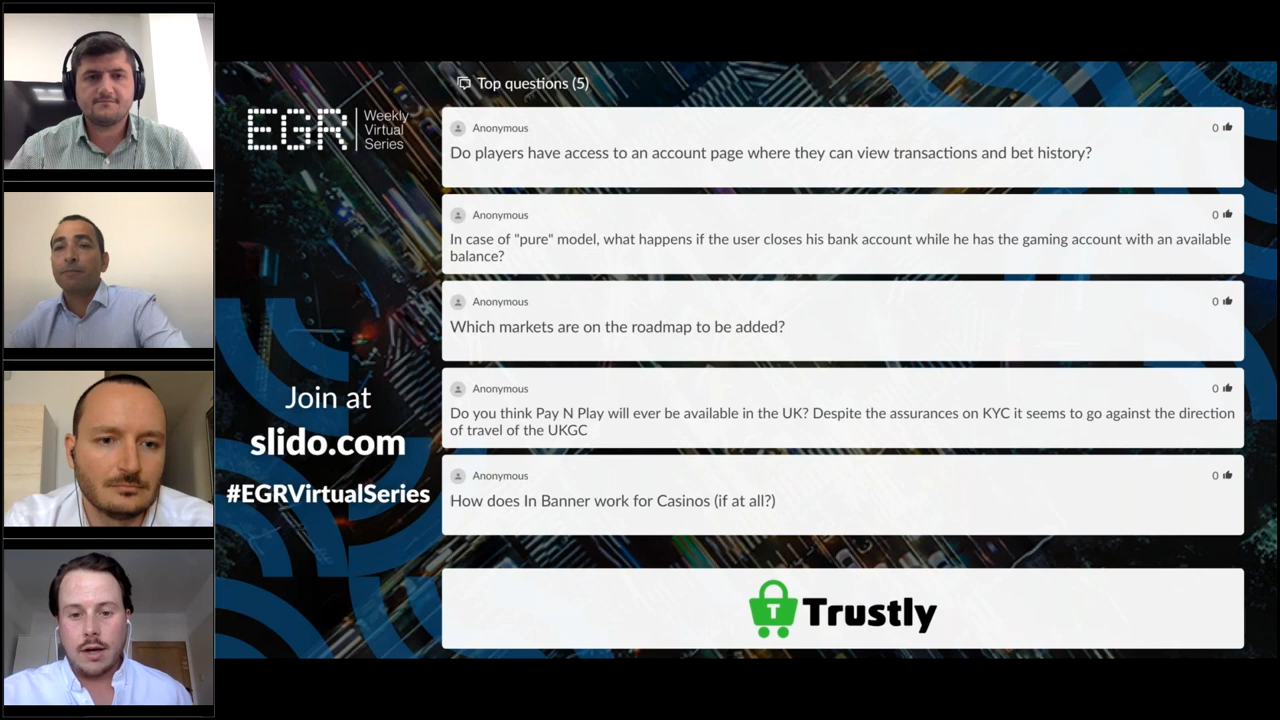 Top questions (5)
EGR
Weekly
Virtual
Series
Anonymous
0
Do players have access to an account page where they can view transactions and bet history?
Anonymous
0
In case of "pure" model, what happens if the user closes his bank account while he has the gaming account with an available
balance?
Anonymous
0
Which markets are on the roadmap to be added?
Anonymous
0
Do you think Pay N Play will ever be available in the UK? Despite the assurances on KYC it seems to go against the direction
of travel of the UKGC
Anonymous
0
How does In Banner work for Casinos (if at all?)
Join at
slido.com
#EGRVirtualSeries
T
Trustly